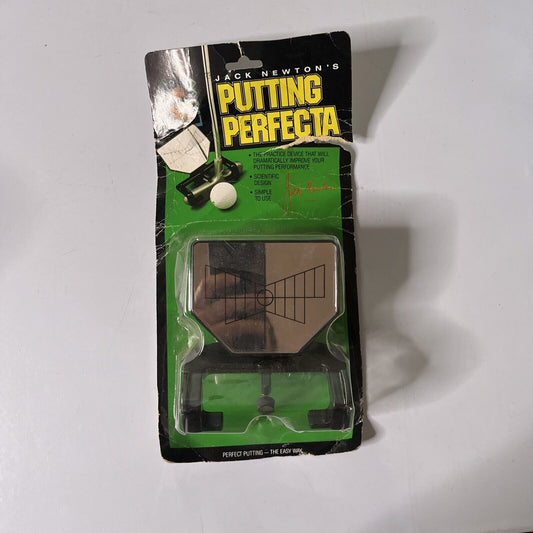 JACK NEWTON'S
PUTTING
PERFECTA
• THE PRACTICE DEVICE THAT WILL
DRAMATICALLY IMPROVE YOUR
PUTTING PERFORMANCE
• SCIENTIFIC
DESIGN
• SIMPLE
TO USE
PERFECT PUTTING — THE EASY WAY